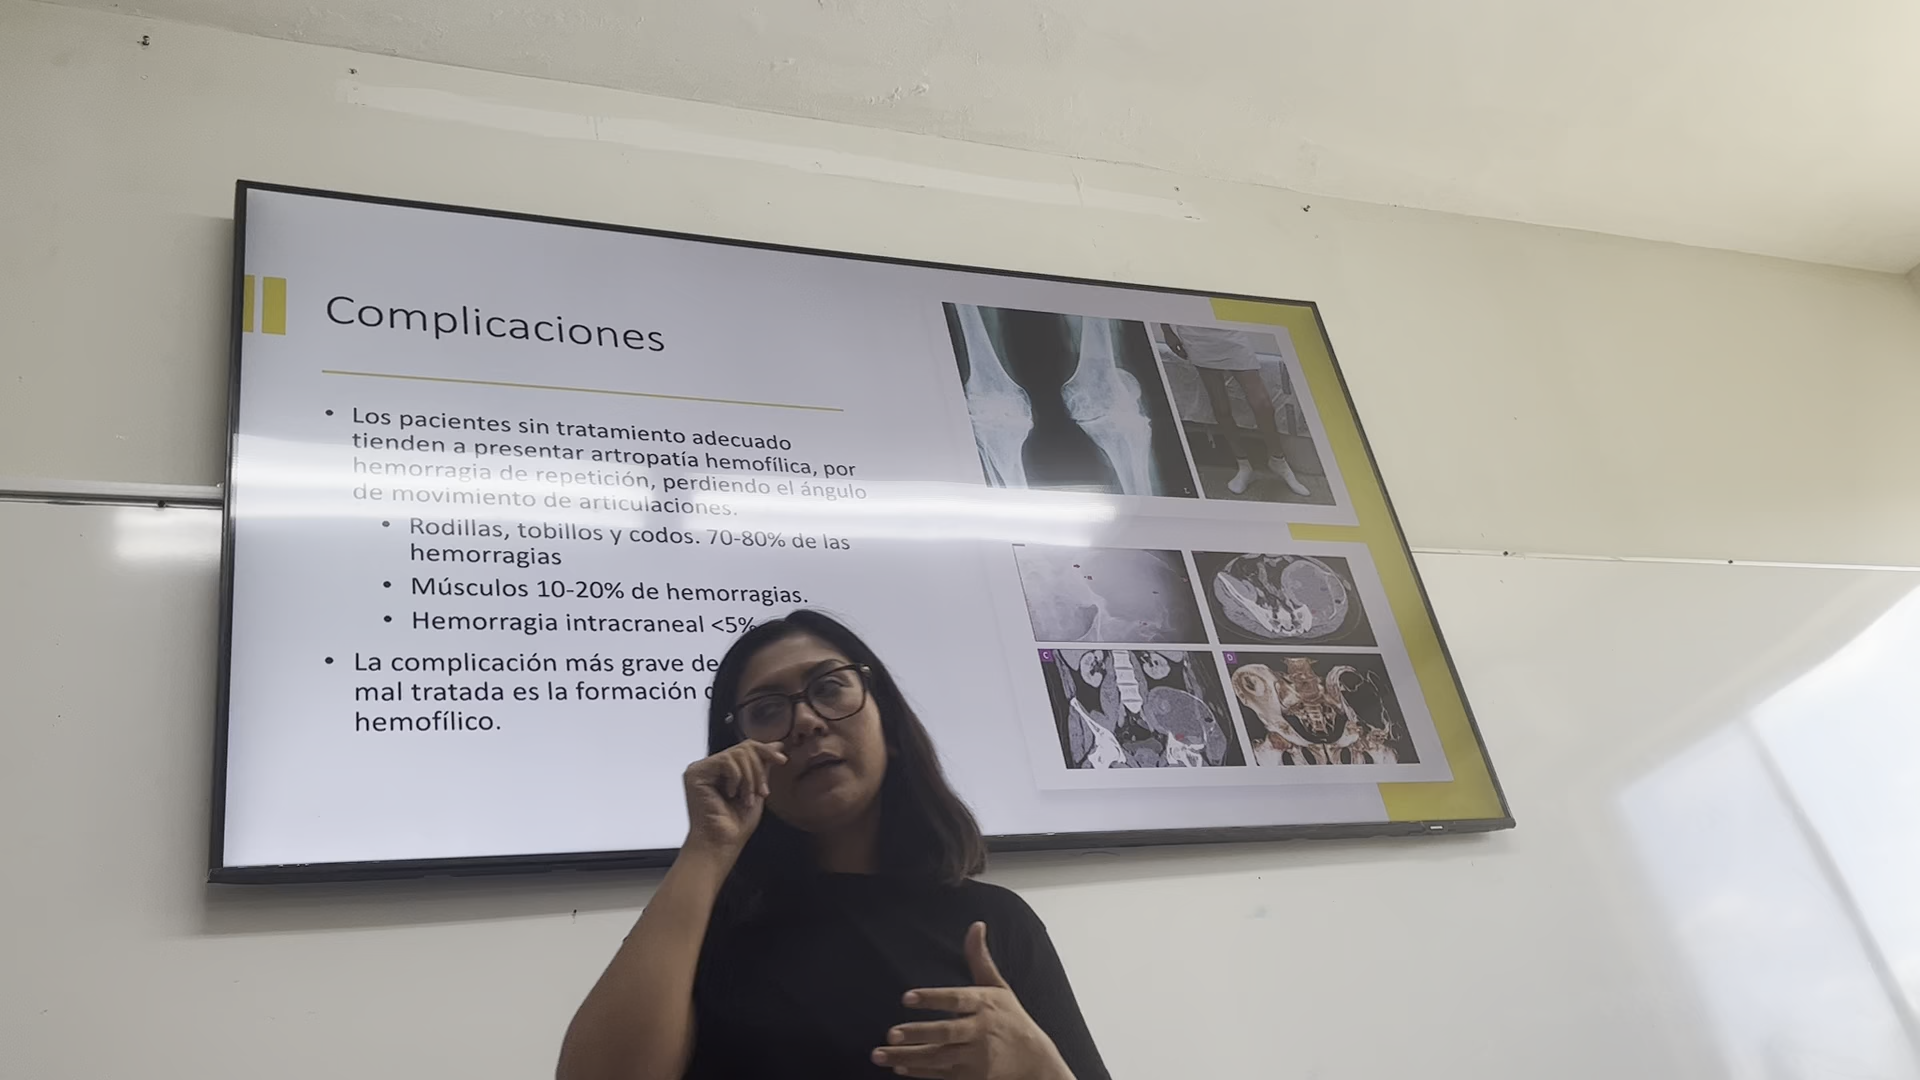 Complicaciones
• Los pacientes sin tratamiento adecuado
tienden a presentar artropatía hemofílica, por
hemorragia de repetición, perdiendo el ángulo
de movimiento de articulaciones.
• Rodillas, tobillos y codos. 70-80% de las
hemorragias
• Músculos 10-20% de hemorragias.
• Hemorragia intracraneal <5%
• La complicación más grave de
mal tratada es la formación
hemofílico.
C
D